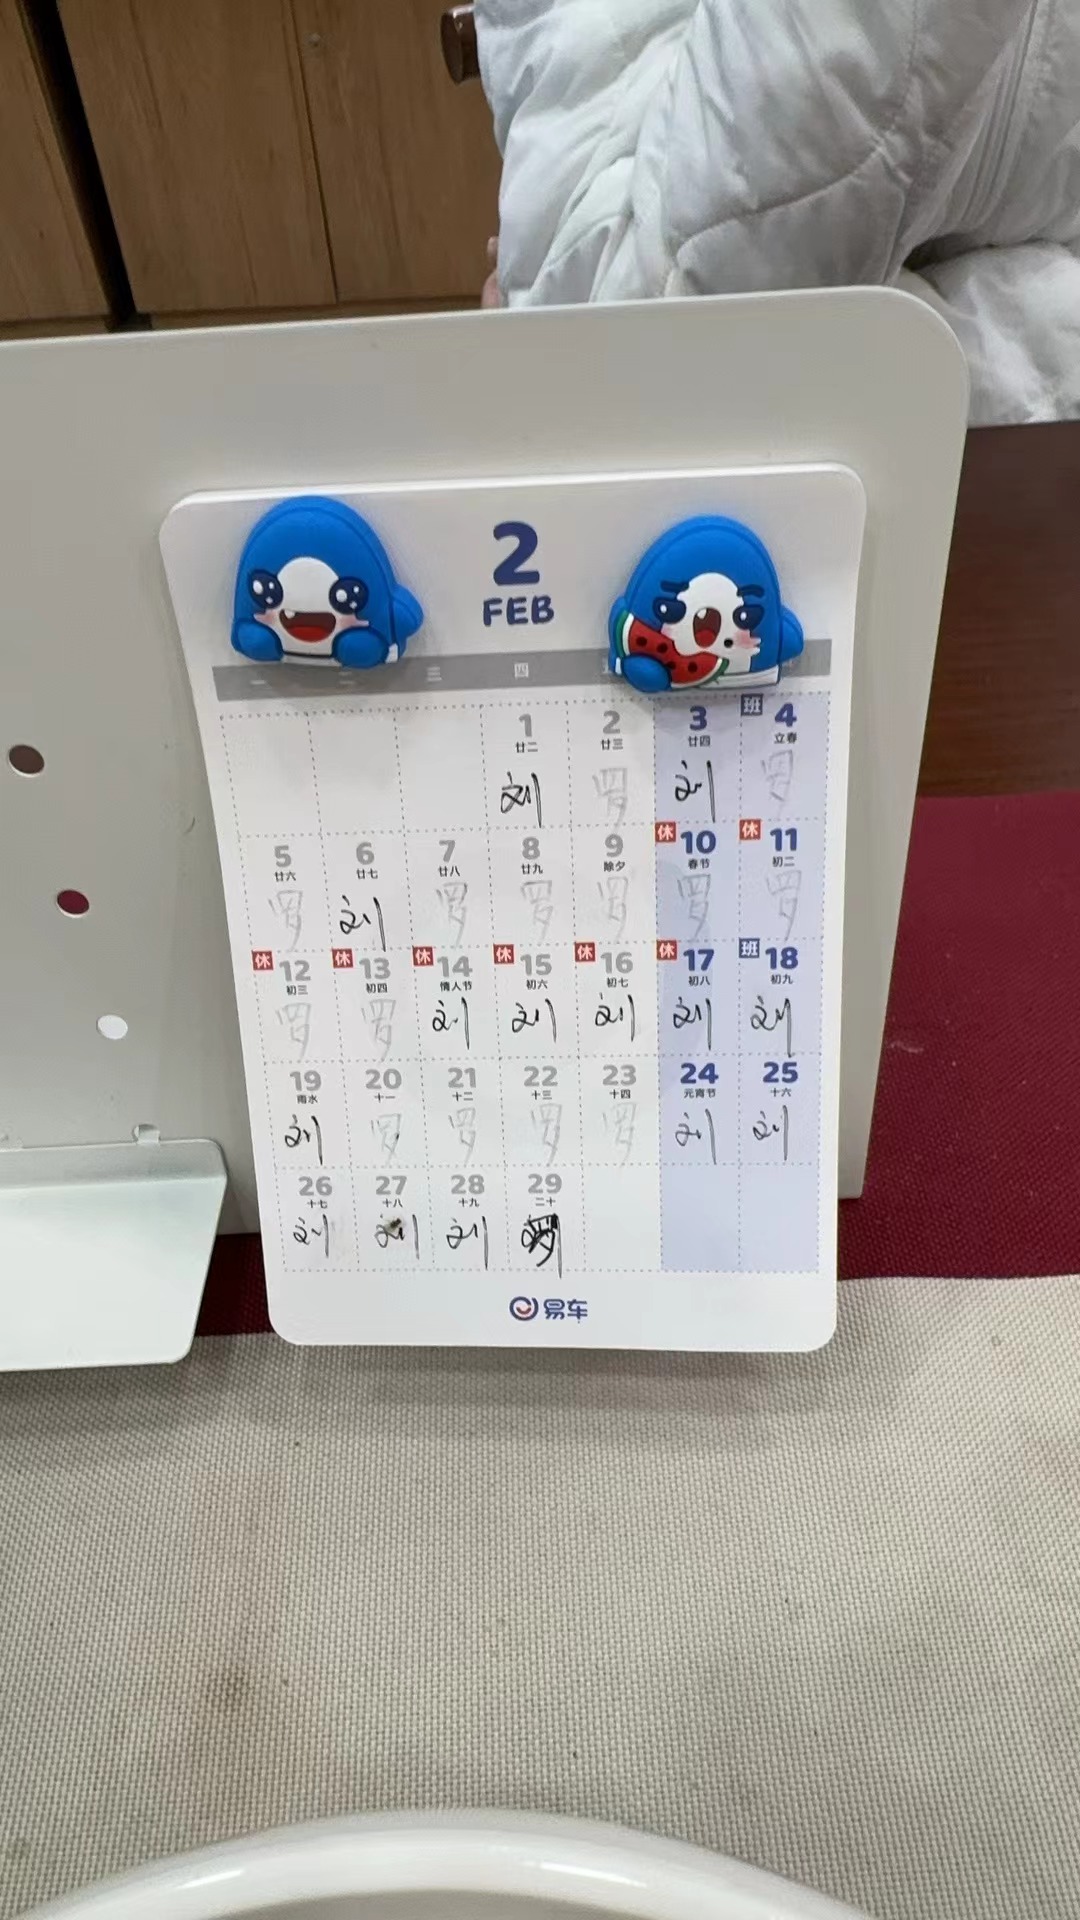 2
FEB
三 四
1 2 3 班 4
廿二 廿三 廿四 立春
刘 罗 刘 罗
5 6 7 8 9 休 10 休 11
廿六 廿七 廿八 廿九 除夕 春节 初二
罗 刘 罗 罗 罗 罗 罗
休 12 休 13 休 14 休 15 休 16 休 17 班 18
初三 初四 情人节 初六 初七 初八 初九
罗 罗 刘 刘 刘 刘 刘
19 20 21 22 23 24 25
雨水 十一 十二 十三 十四 元宵节 十六
刘 罗 罗 罗 罗 刘 刘
26 27 28 29
十七 十八 十九 二十
刘 刘 刘 罗
易车